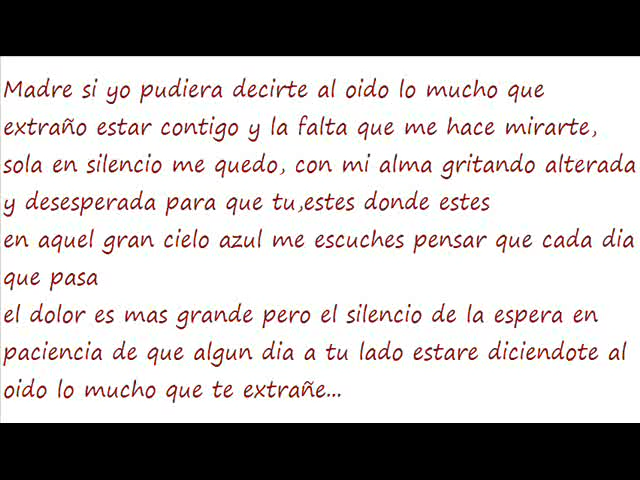 Madre si yo pudiera decirte al oido lo mucho que
extraño estar contigo y la falta que me hace mirarte,
sola en silencio me quedo, con mi alma gritando alterada
y desesperada para que tu,estes donde estes
en aquel gran cielo azul me escuches pensar que cada dia
que pasa
el dolor es mas grande pero el silencio de la espera en
paciencia de que algun dia a tu lado estare diciendote al
oido lo mucho que te extrañe...